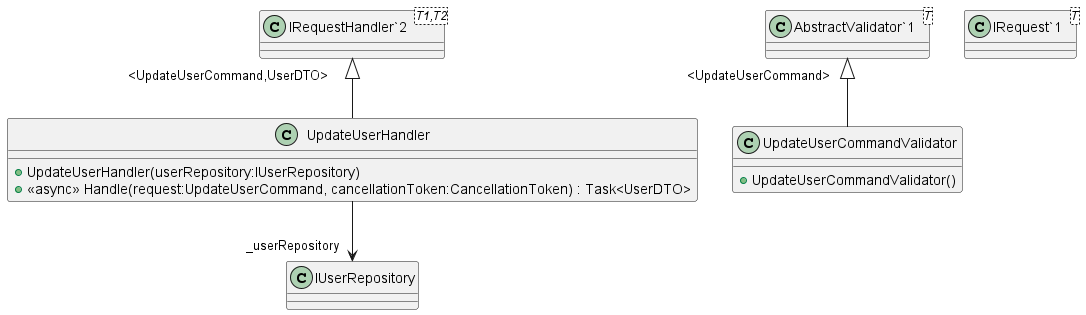 C IRequestHandler`2 T1,T2
C AbstractValidator`1 T
C IRequest`1 T
<UpdateUserCommand,UserDTO>
<UpdateUserCommand>
C UpdateUserHandler
UpdateUserHandler(userRepository:IUserRepository)
«async» Handle(request:UpdateUserCommand, cancellationToken:CancellationToken) : Task<UserDTO>
C UpdateUserCommandValidator
UpdateUserCommandValidator()
_userRepository
C IUserRepository